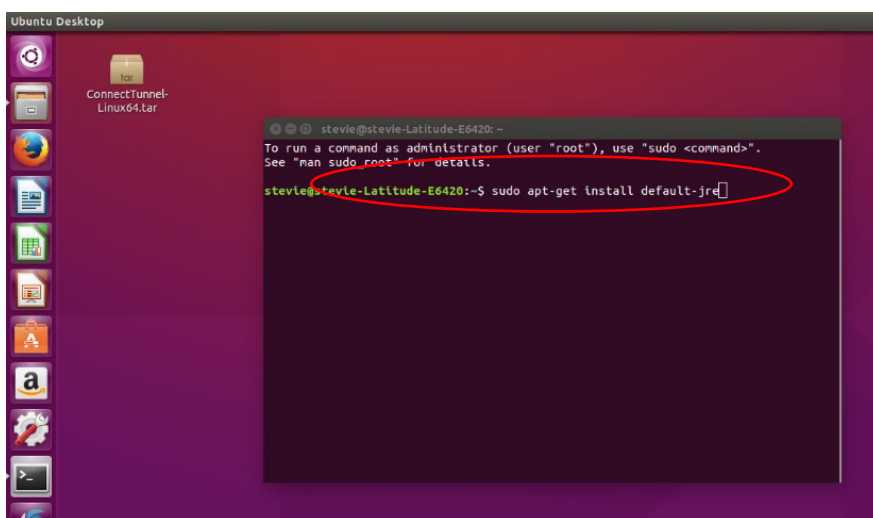 Ubuntu Desktop
tar
ConnectTunnel-
Linux64.tar
stevie@stevie-Latitude-E6420: ~
To run a command as administrator (user "root"), use "sudo <command>".
See "man sudo_root" for details.
stevie@stevie-Latitude-E6420:~$ sudo apt-get install default-jre
A
a
>_